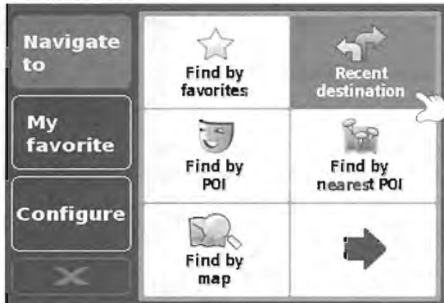 Navigate
to
My
favorite
Configure
Find by
favorites
Recent
destination
Find by
POI
Find by
nearest POI
Find by
map